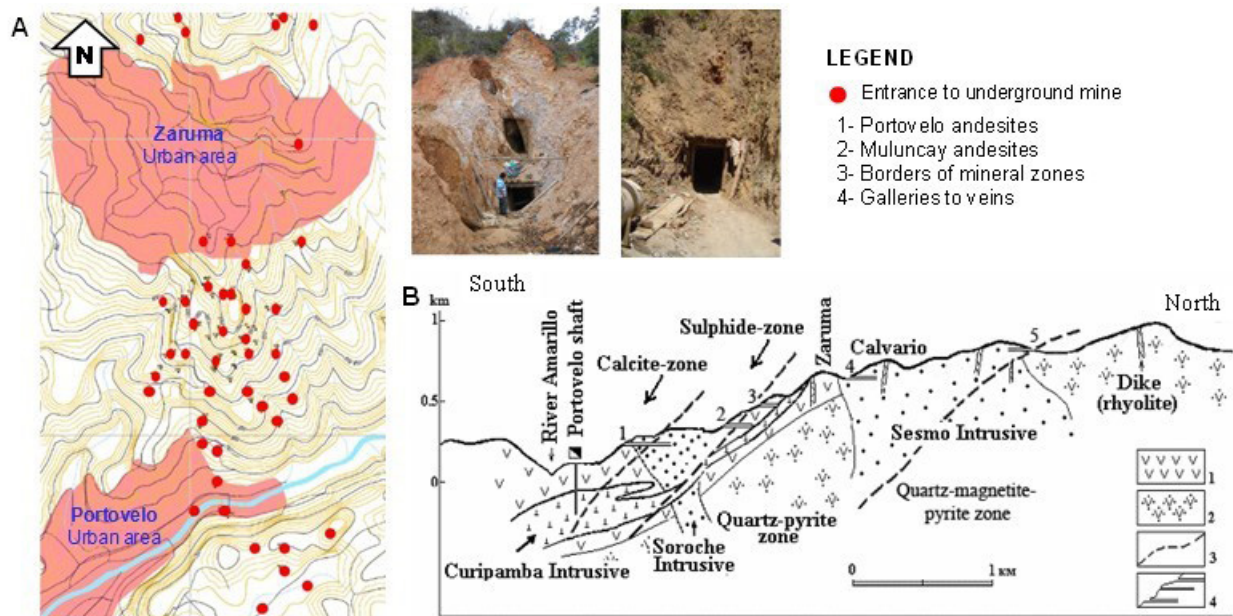 A
N
Zaruma
Urban area
Portovelo
Urban area
LEGEND
Entrance to underground mine
1- Portovelo andesites
2- Muluncay andesites
3- Borders of mineral zones
4- Galleries to veins
B
South
North
km
1
0.5
0
River Amarillo
Portovelo shaft
Calcite-zone
Sulphide-zone
Zaruma
Calvario
1
2
3
4
5
Dike
(rhyolite)
Sesmo Intrusive
Quartz-magnetite-
pyrite zone
Quartz-pyrite
zone
Soroche
Intrusive
Curipamba Intrusive
0 1 км
1
2
3
4